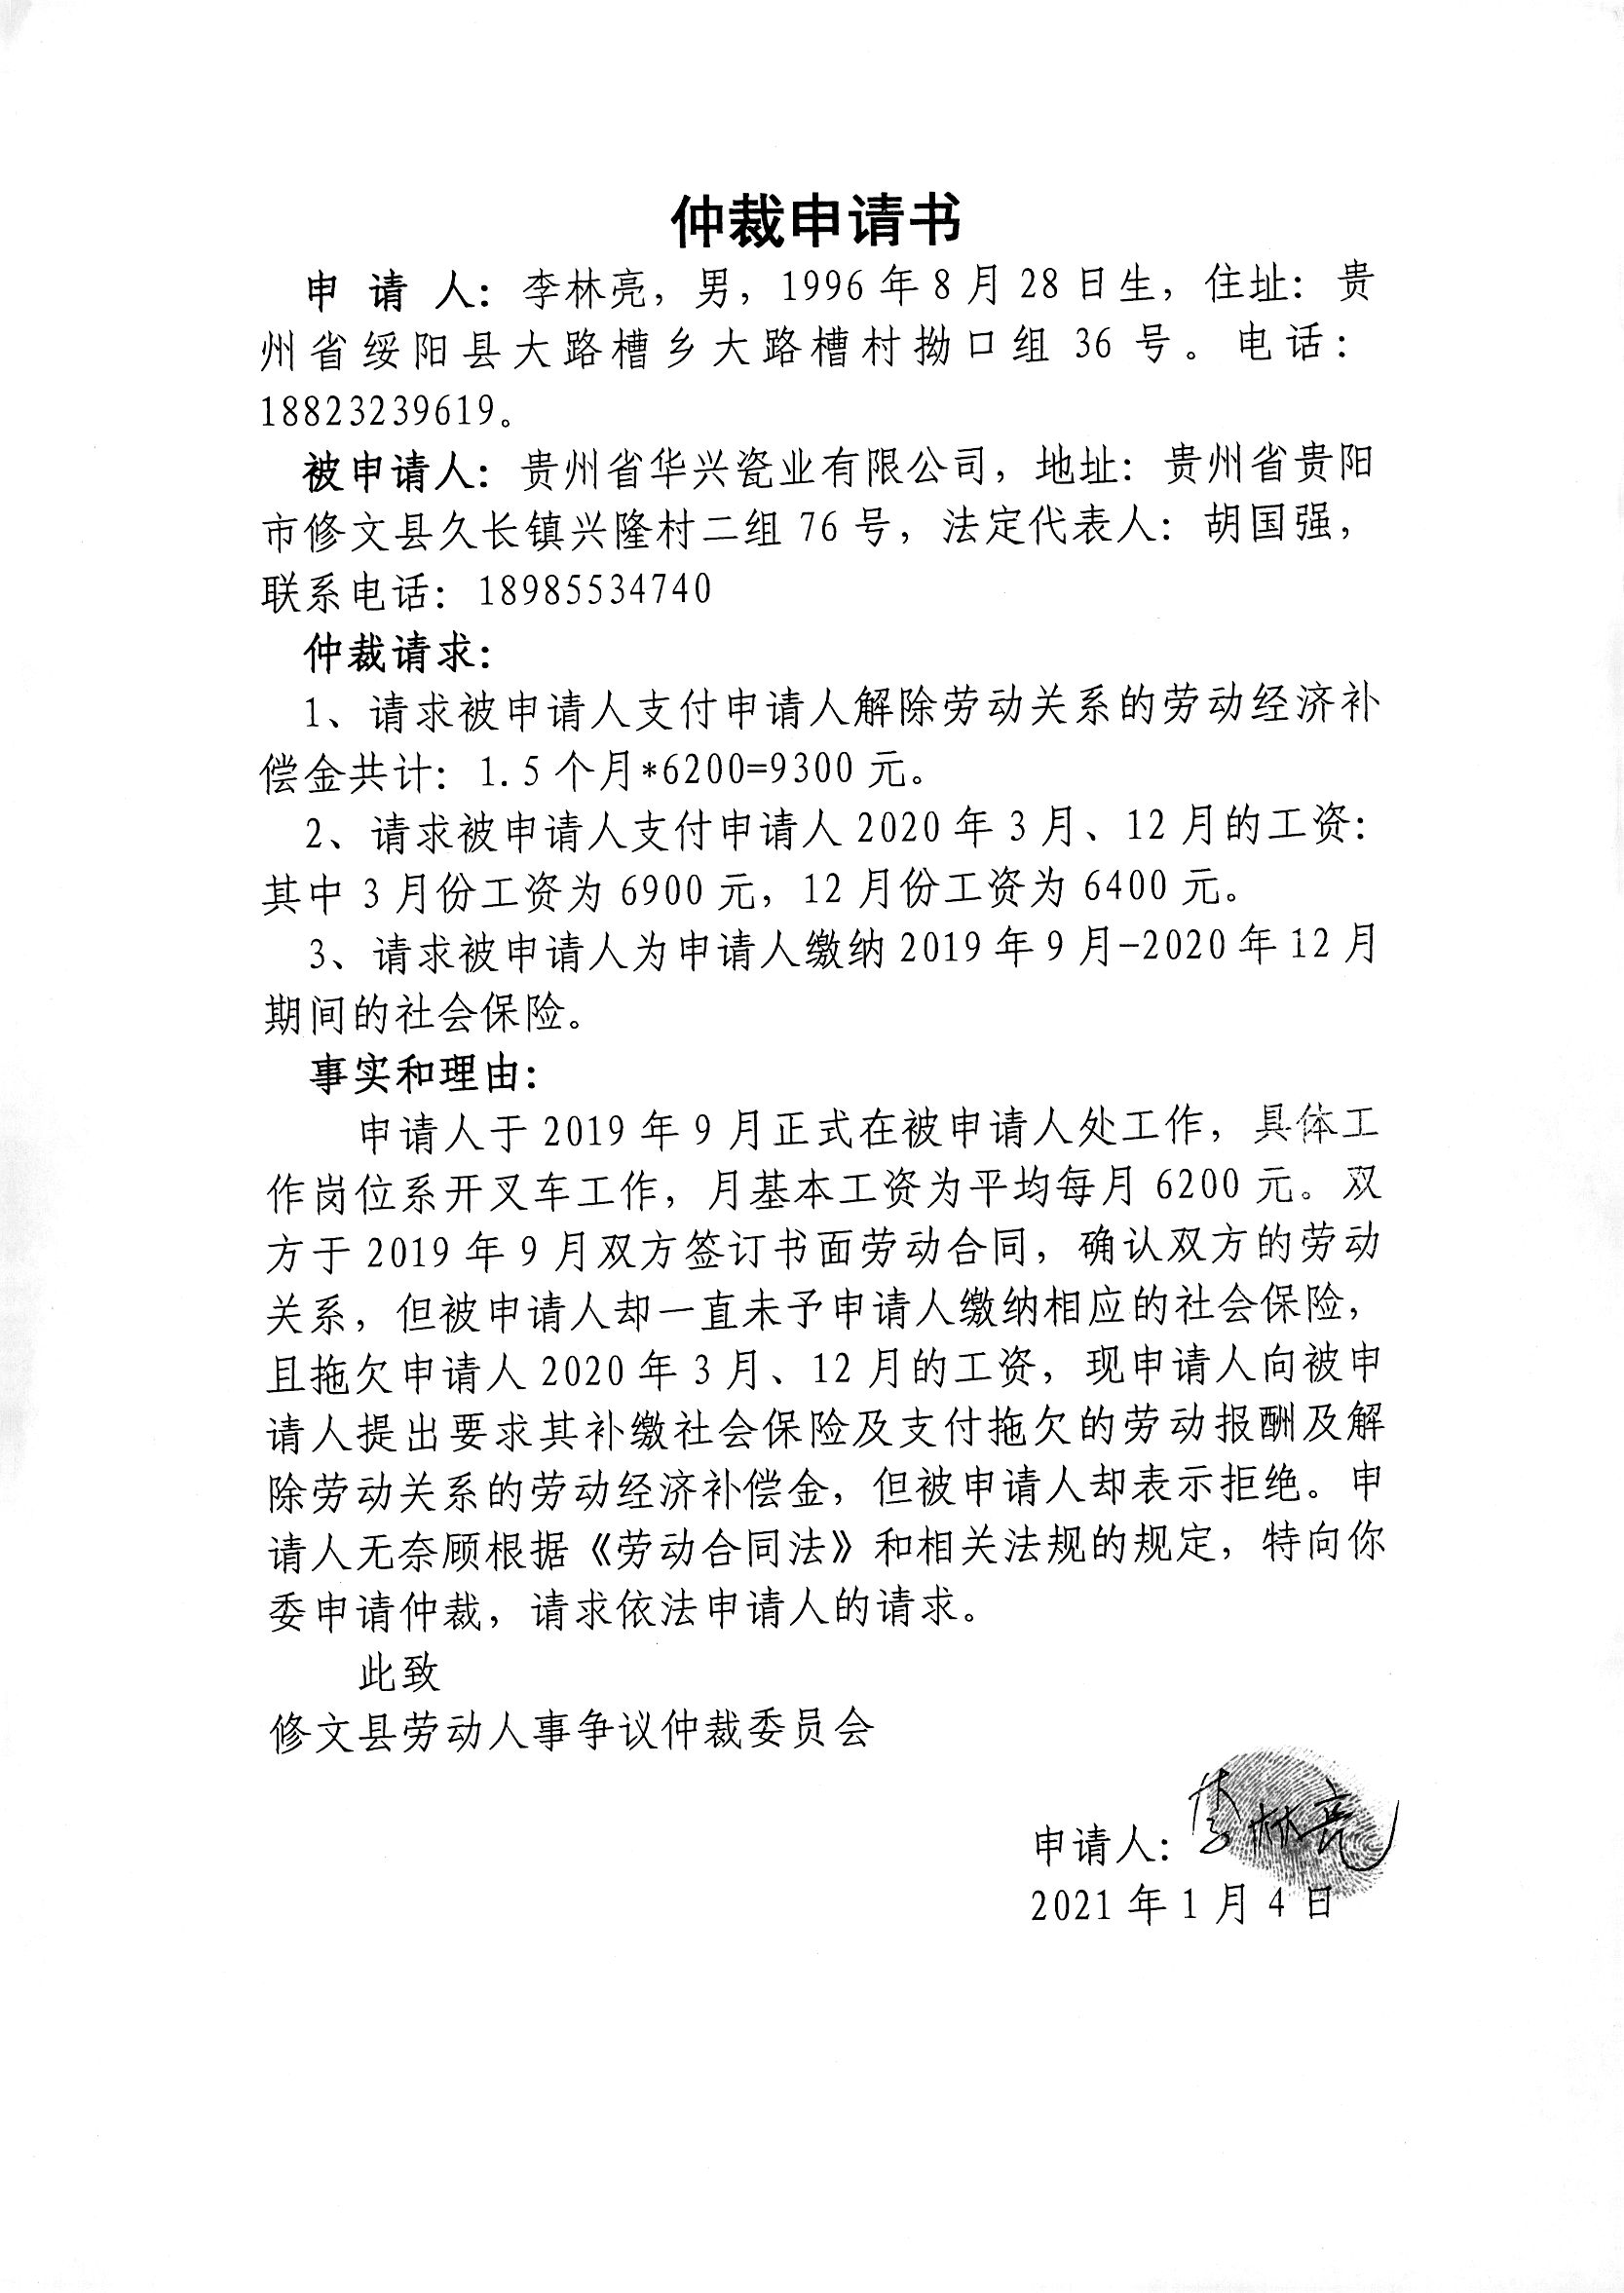 仲裁申请书
申 请 人：李林亮，男，1996年8月28日生，住址：贵
州省绥阳县大路槽乡大路槽村拗口组36号。电话：
18823239619。
被申请人：贵州省华兴瓷业有限公司，地址：贵州省贵阳
市修文县久长镇兴隆村二组76号，法定代表人：胡国强，
联系电话：18985534740
仲裁请求：
1、请求被申请人支付申请人解除劳动关系的劳动经济补
偿金共计：1.5个月*6200=9300元。
2、请求被申请人支付申请人2020年3月、12月的工资：
其中3月份工资为6900元，12月份工资为6400元。
3、请求被申请人为申请人缴纳2019年9月-2020年12月
期间的社会保险。
事实和理由：
申请人于2019年9月正式在被申请人处工作，具体工
作岗位系开叉车工作，月基本工资为平均每月6200元。双
方于2019年9月双方签订书面劳动合同，确认双方的劳动
关系，但被申请人却一直未予申请人缴纳相应的社会保险，
且拖欠申请人2020年3月、12月的工资，现申请人向被申
请人提出要求其补缴社会保险及支付拖欠的劳动报酬及解
除劳动关系的劳动经济补偿金，但被申请人却表示拒绝。申
请人无奈顾根据《劳动合同法》和相关法规的规定，特向你
委申请仲裁，请求依法申请人的请求。
此致
修文县劳动人事争议仲裁委员会
申请人：李林亮
2021年1月4日